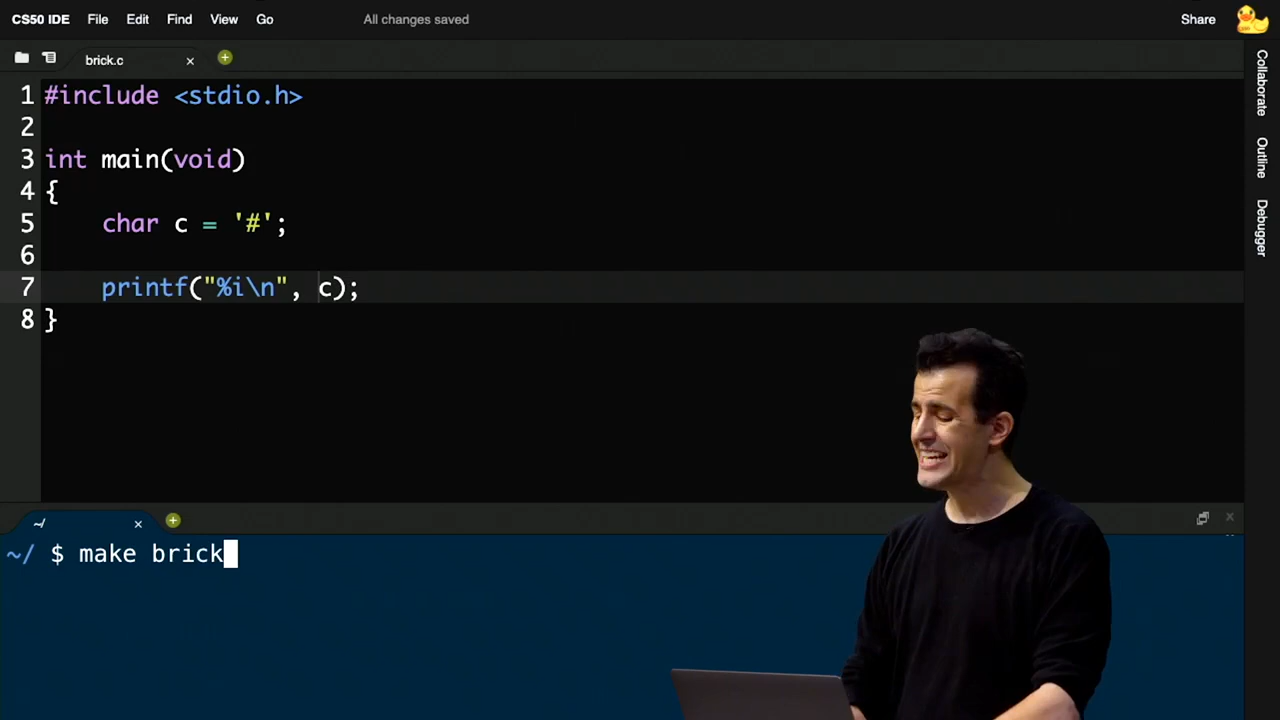 CS50 IDE File Edit Find View Go All changes saved Share
brick.c
1 #include <stdio.h>
2
3 int main(void)
4 {
5 char c = '#';
6
7 printf("%i\n", c);
8 }
Collaborate
Outline
Debugger
~/
~/ $ make brick